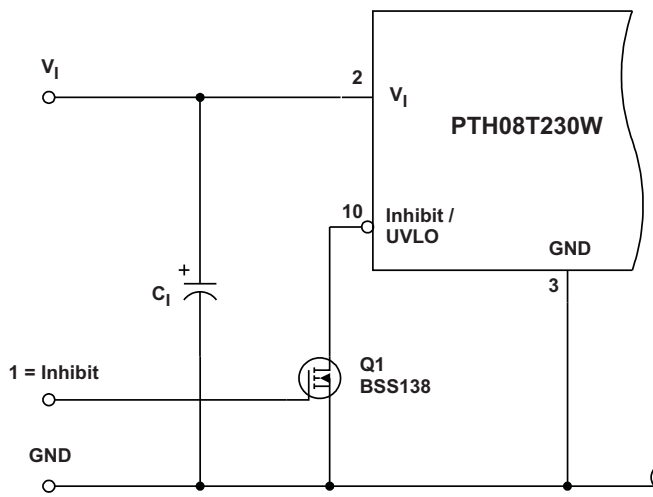 V_I
2
V_I
PTH08T230W
10
Inhibit /
UVLO
GND
3
+
C_I
Q1
BSS138
1 = Inhibit
GND